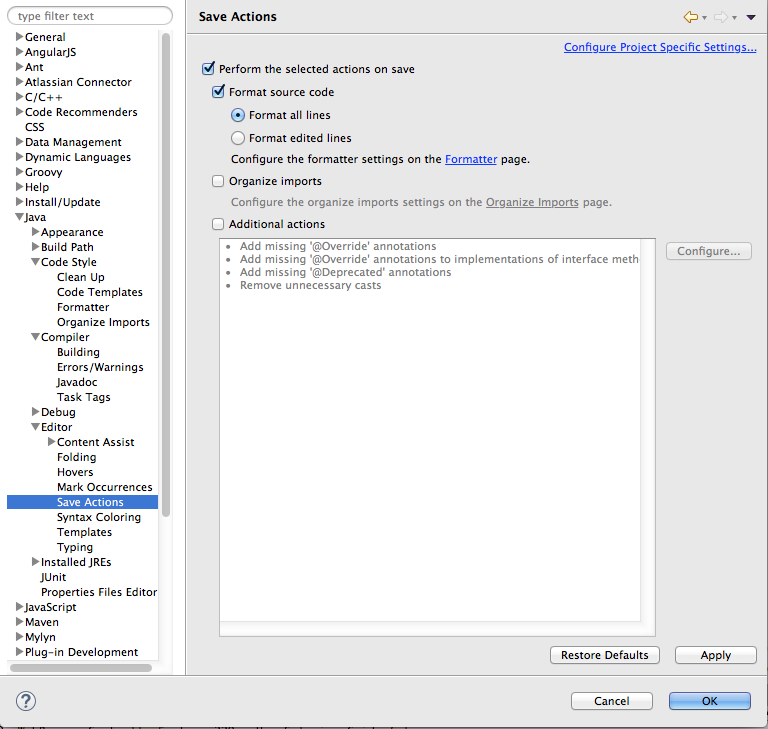 type filter text
General
AngularJS
Ant
Atlassian Connector
C/C++
Code Recommenders
CSS
Data Management
Dynamic Languages
Groovy
Help
Install/Update
Java
Appearance
Build Path
Code Style
Clean Up
Code Templates
Formatter
Organize Imports
Compiler
Building
Errors/Warnings
Javadoc
Task Tags
Debug
Editor
Content Assist
Folding
Hovers
Mark Occurrences
Save Actions
Syntax Coloring
Templates
Typing
Installed JREs
JUnit
Properties Files Editor
JavaScript
Maven
Mylyn
Plug-in Development
Save Actions
Configure Project Specific Settings...
Perform the selected actions on save
Format source code
Format all lines
Format edited lines
Configure the formatter settings on the Formatter page.
Organize imports
Configure the organize imports settings on the Organize Imports page.
Additional actions
Add missing '@Override' annotations
Add missing '@Override' annotations to implementations of interface meth
Add missing '@Deprecated' annotations
Remove unnecessary casts
Configure...
Restore Defaults
Apply
?
Cancel
OK